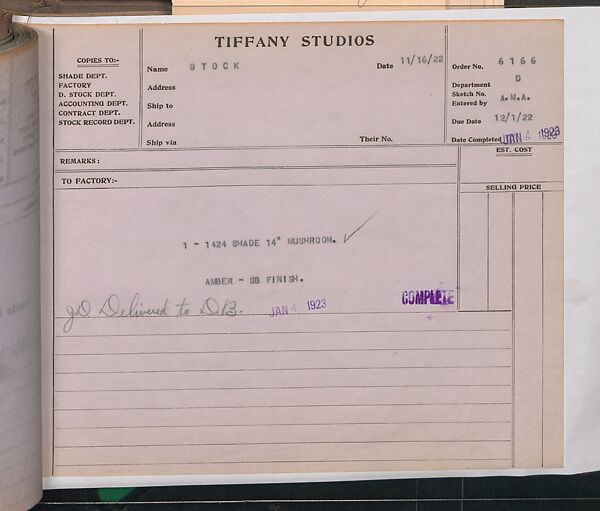 TIFFANY STUDIOS
COPIES TO:-
SHADE DEPT.
FACTORY
D. STOCK DEPT.
ACCOUNTING DEPT.
CONTRACT DEPT.
STOCK RECORD DEPT.
Name STOCK
Date 11/16/22
Address
Ship to
Address
Ship via
Their No.
Order No. 6166
Department D
Sketch No.
Entered by A.M.A.
Due Date 12/1/22
Date Completed JAN 4 1923
REMARKS:
EST. COST
TO FACTORY:-
SELLING PRICE
1 - 1424 SHADE 14" MUSHROOM. ✓
AMBER - SB FINISH.
JD Delivered to D.B. JAN 4 1923
COMPLETE